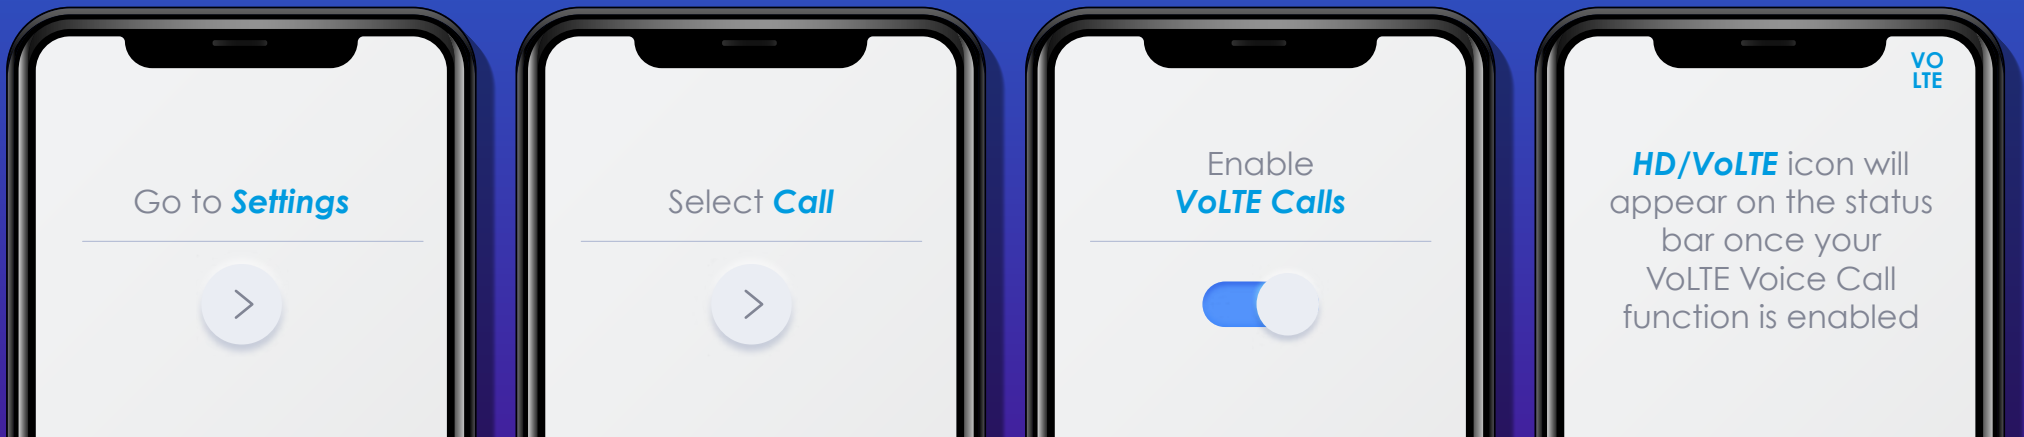 Go to Settings
Select Call
Enable
VoLTE Calls
VO
LTE
HD/VoLTE icon will
appear on the status
bar once your
VoLTE Voice Call
function is enabled